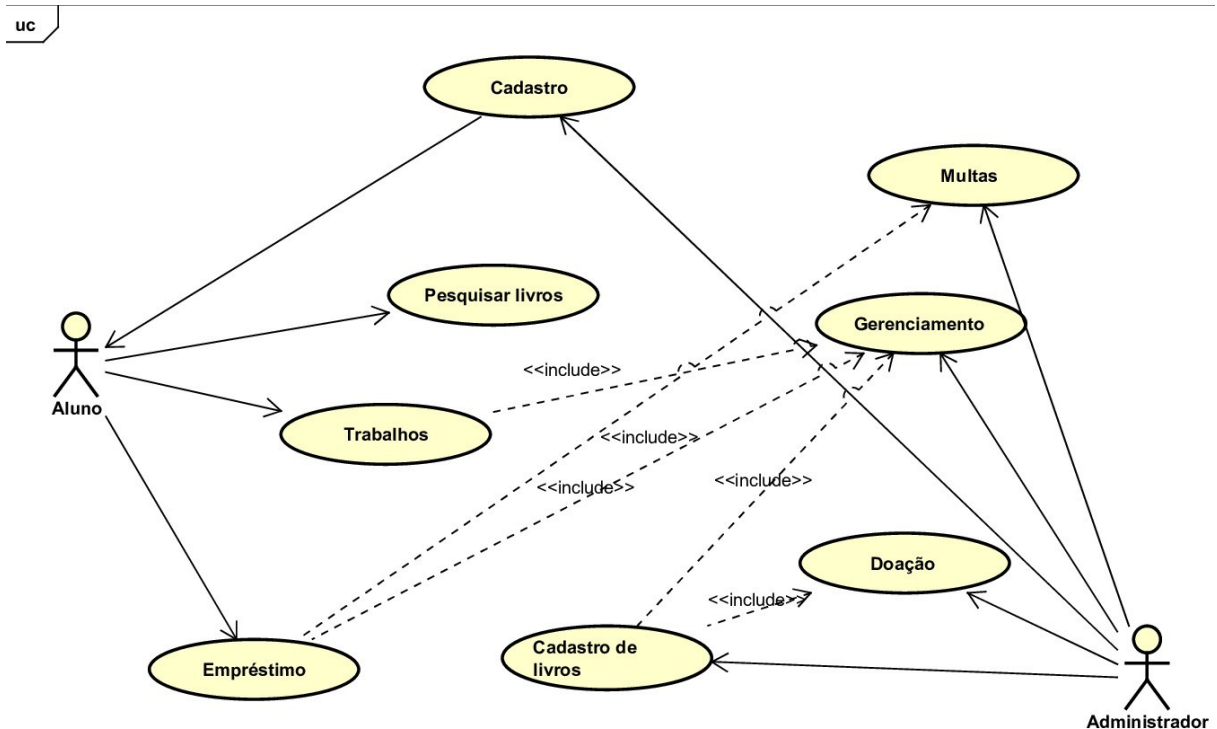 uc
Cadastro
Multas
Pesquisar livros
Gerenciamento
<<include>>
Aluno
Trabalhos
<<include>>
<<include>>
<<include>>
Doação
<<include>>
Cadastro de
livros
Empréstimo
Administrador